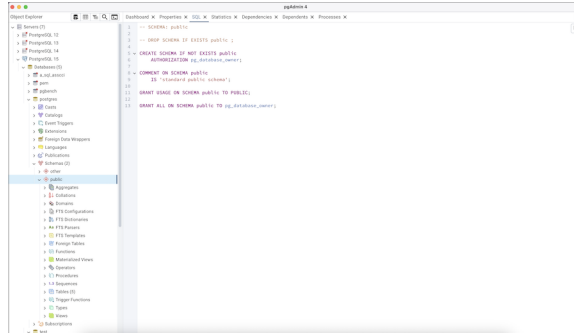 pgAdmin 4
Object Explorer
Dashboard Properties SQL Statistics Dependencies Dependents Processes
Servers (1)
PostgreSQL 12
PostgreSQL 13
PostgreSQL 14
PostgreSQL 15
Databases (5)
pem
pgbench
postgres
Casts
Catalogs
Event Triggers
Extensions
Foreign Data Wrappers
Languages
Publications
Schemas (2)
other
public
Aggregates
Collations
Domains
FTS Configurations
FTS Dictionaries
FTS Parsers
FTS Templates
Foreign Tables
Functions
Materialized Views
Operators
Procedures
1..3 Sequences
Tables (5)
Trigger Functions
Types
Views
Subscriptions
test
1 -- SCHEMA: public
2
3 -- DROP SCHEMA IF EXISTS public ;
4
5 CREATE SCHEMA IF NOT EXISTS public
6 AUTHORIZATION pg_database_owner;
7
8 COMMENT ON SCHEMA public
9 IS 'standard public schema';
10
11 GRANT USAGE ON SCHEMA public TO PUBLIC;
12
13 GRANT ALL ON SCHEMA public TO pg_database_owner;